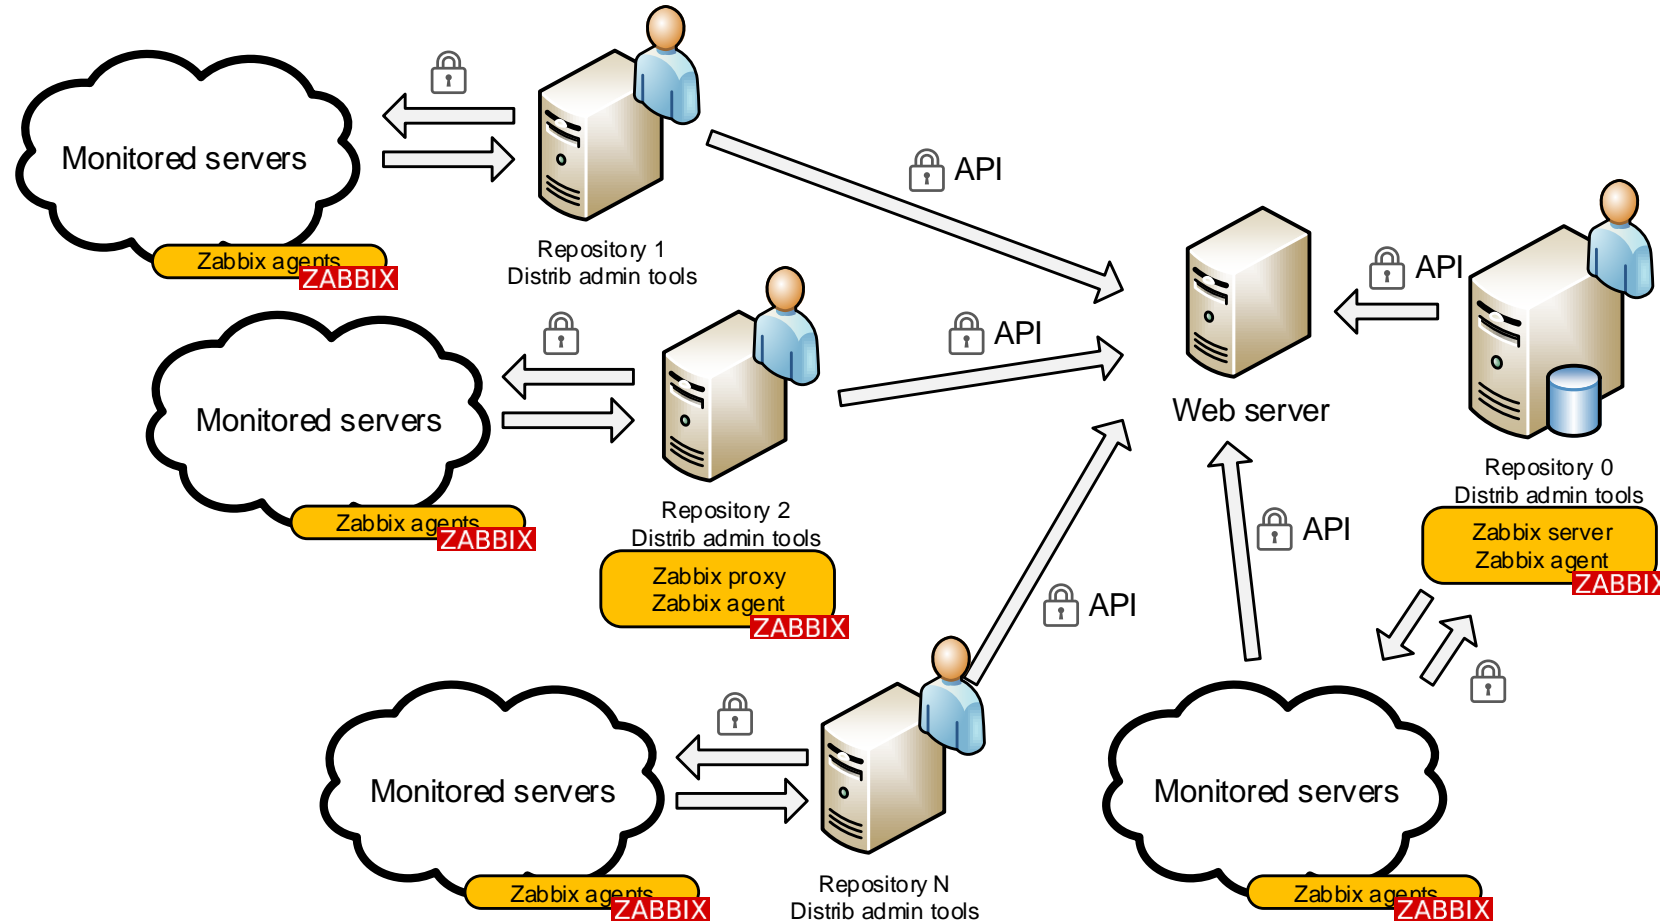 Monitored servers
Zabbix agents
ZABBIX
Repository 1
Distrib admin tools
API
Monitored servers
Zabbix agents
ZABBIX
Repository 2
Distrib admin tools
Zabbix proxy
Zabbix agent
ZABBIX
API
Web server
API
Repository 0
Distrib admin tools
Zabbix server
Zabbix agent
ZABBIX
API
API
Monitored servers
Zabbix agents
ZABBIX
Repository N
Distrib admin tools
Monitored servers
Zabbix agents
ZABBIX